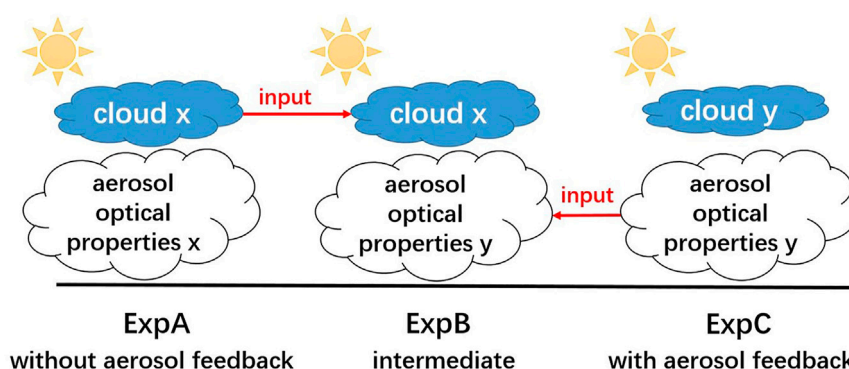 cloud x
input
cloud x
cloud y
aerosol
optical
properties x
aerosol
optical
properties y
input
aerosol
optical
properties y
ExpA
ExpB
ExpC
without aerosol feedback
intermediate
with aerosol feedback